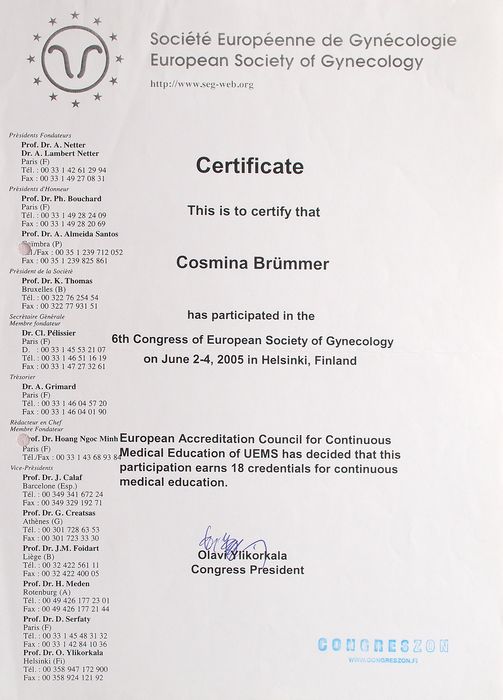 Société Européenne de Gynécologie
European Society of Gynecology
http://www.seg-web.org
Présidents Fondateurs
Prof. Dr. A. Netter
Dr. A. Lambert Netter
Paris (F)
Tél. : 00 33 1 42 61 29 94
Fax : 00 33 1 49 27 08 31
Présidents d'Honneur
Prof. Dr. Ph. Bouchard
Paris (F)
Tél. : 00 33 1 49 28 24 09
Fax : 00 33 1 49 28 20 69
Prof. Dr. A. Almeida Santos
(P)
/Fax : 00 35 1 239 712 052
Fax : 00 35 1 239 825 861
Président de la Société
Prof. Dr. K. Thomas
Bruxelles (B)
Tél. : 00 322 76 254 54
Fax : 00 322 77 931 51
Secrétaire Générale
Membre fondateur
Dr. Cl. Pélissier
Paris (F)
D. : 00 33 1 45 53 21 07
Tél. : 00 33 1 46 51 16 19
Fax : 00 33 1 47 27 32 61
Trésorier
Dr. A. Grimard
Paris (F)
Tél. : 00 33 1 46 04 57 20
Fax : 00 33 1 46 04 01 90
Rédacteur en Chef
Membre Fondateur
Dr. Hoang Ngoc Minh
Paris (F)
Tél./Fax : 00 33 1 43 68 93 84
Vice-Présidents
Prof. Dr. J. Calaf
Barcelone (Esp.)
Tél. : 00 349 341 672 24
Fax : 00 349 329 192 71
Prof. Dr. G. Creatsas
Athènes (G)
Tél. : 00 301 728 63 53
Fax : 00 301 723 33 30
Prof. Dr. J.M. Foidart
Liège (B)
Tél. : 00 32 422 561 11
Fax : 00 32 422 400 05
Prof. Dr. H. Meden
Rotenburg (A)
Tél. : 00 49 426 177 23 01
Fax : 00 49 426 177 21 44
Prof. Dr. D. Serfaty
Paris (F)
Tél. : 00 33 1 45 48 31 32
Fax : 00 33 1 42 84 10 36
Prof. Dr. O. Ylikorkala
Helsinki (Fi)
Tél. : 00 358 947 172 900
Fax : 00 358 924 121 92
Certificate
This is to certify that
Cosmina Brümmer
has participated in the
6th Congress of European Society of Gynecology
on June 2-4, 2005 in Helsinki, Finland
European Accreditation Council for Continuous
Medical Education of UEMS has decided that this
participation earns 18 credentials for continuous
medical education.
Olavi Ylikorkala
Congress President
CONGRESZON
WWW.CONGRESZON.FI